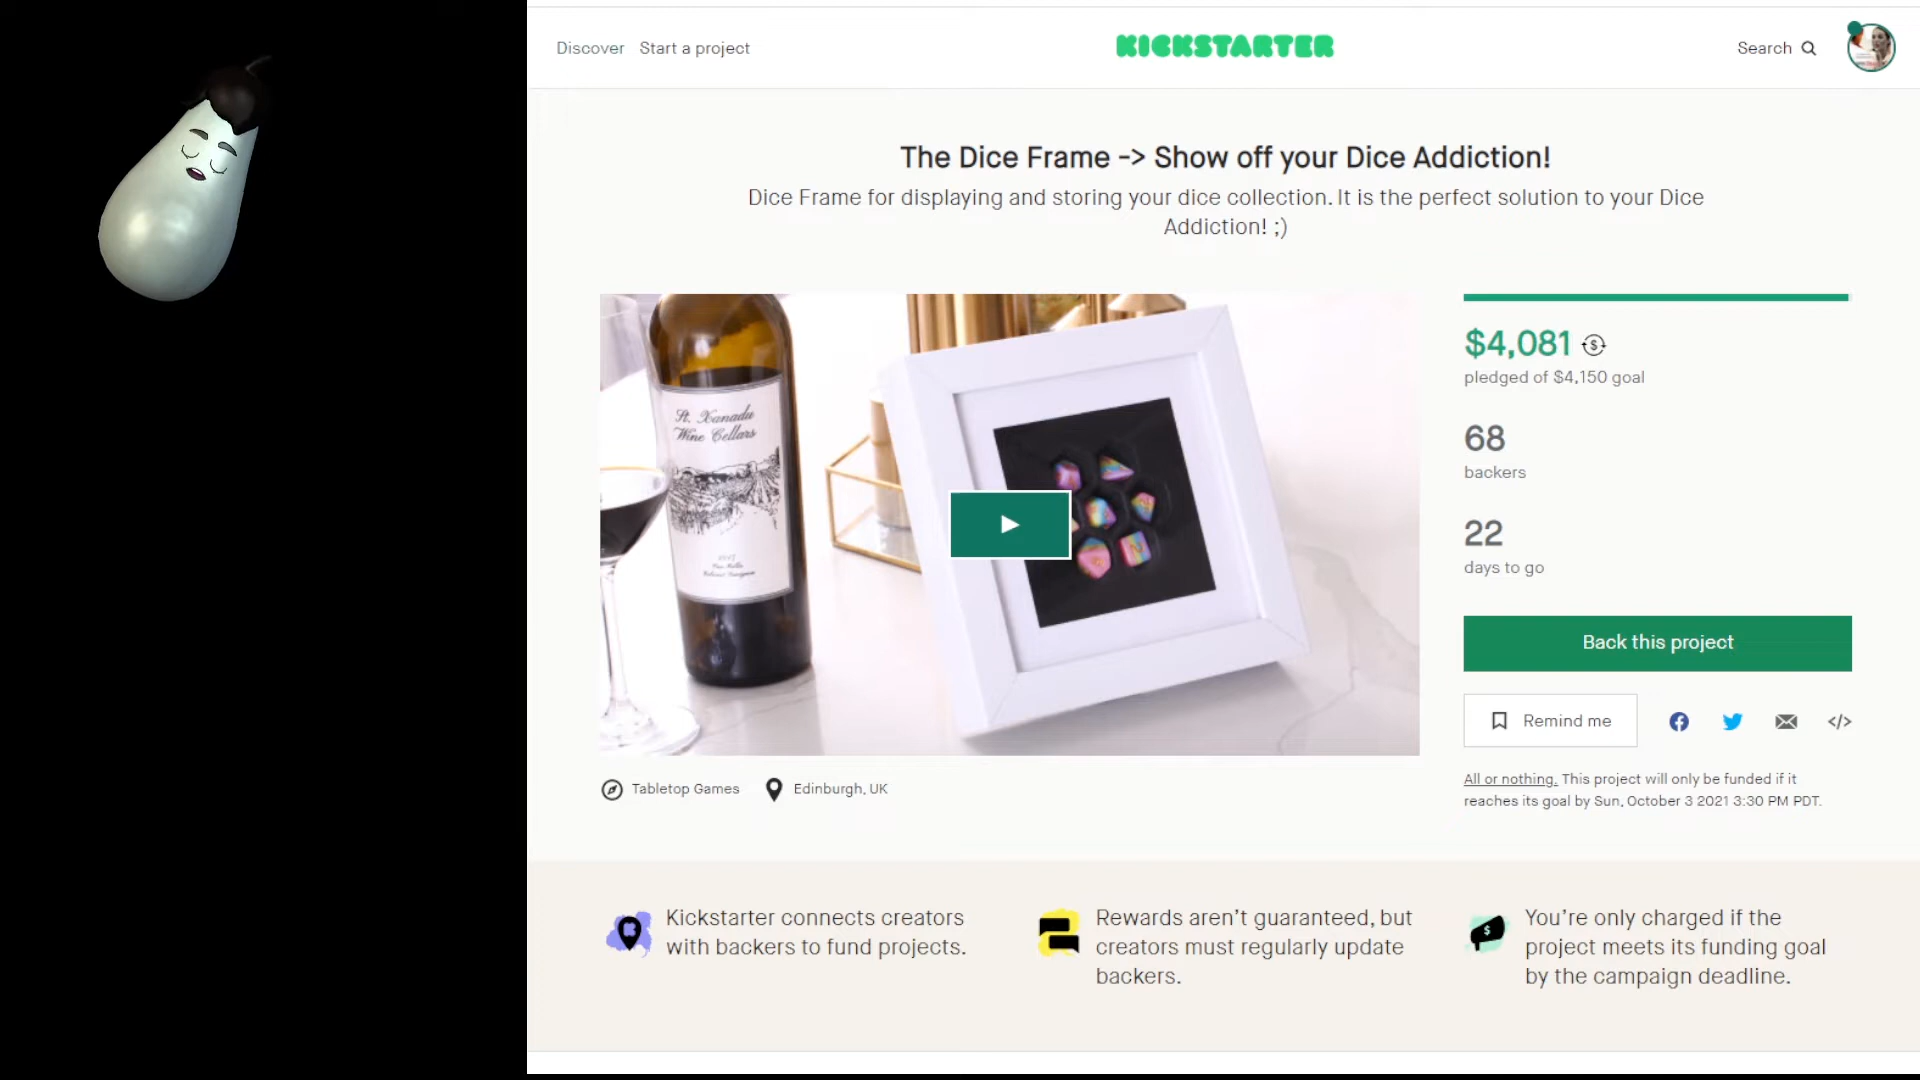 Discover Start a project
KICKSTARTER
Search
The Dice Frame -> Show off your Dice Addiction!
Dice Frame for displaying and storing your dice collection. It is the perfect solution to your Dice
Addiction! ;)
St. Xanadu
Wine Cellars
$4,081
pledged of $4,150 goal
68
backers
22
days to go
Back this project
Remind me
All or nothing. This project will only be funded if it
reaches its goal by Sun, October 3 2021 3:30 PM PDT.
Tabletop Games Edinburgh, UK
Kickstarter connects creators
with backers to fund projects.
Rewards aren't guaranteed, but
creators must regularly update
backers.
You're only charged if the
project meets its funding goal
by the campaign deadline.